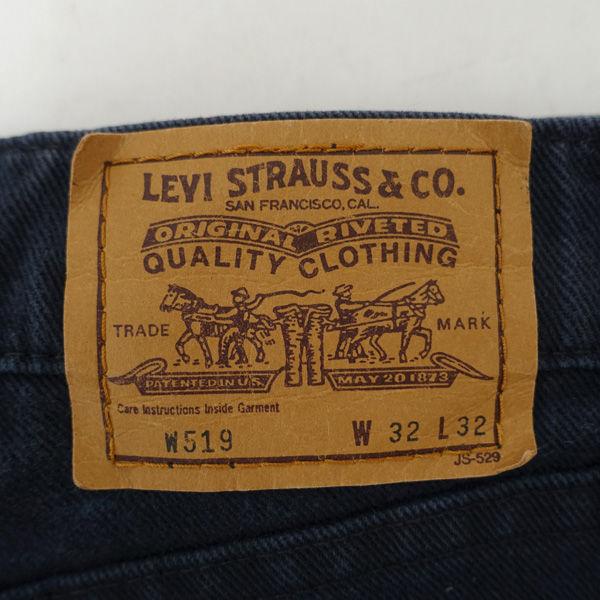 LEVI STRAUSS & CO.
SAN FRANCISCO, CAL.
ORIGINAL RIVETED
QUALITY CLOTHING
TRADE MARK
PATENTED IN U.S. MAY 20 1873
Care Instructions Inside Garment
W519 W 32 L 32
JS-529